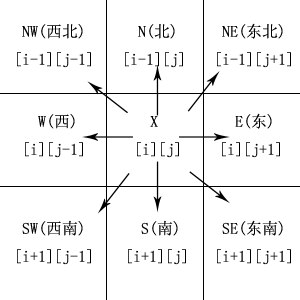 NW(西北) N(北) NE(东北)
[i-1][j-1] [i-1][j] [i-1][j+1]
W(西) X E(东)
[i][j-1] [i][j] [i][j+1]
SW(西南) S(南) SE(东南)
[i+1][j-1] [i+1][j] [i+1][j+1]